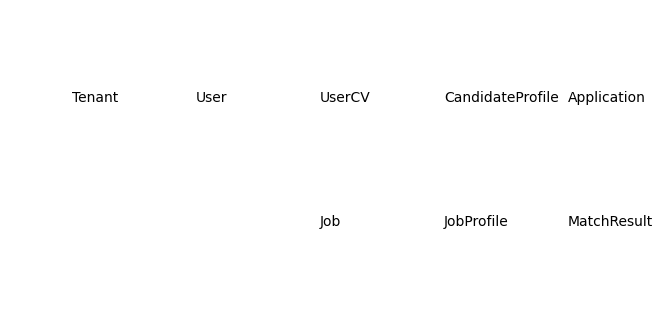 Tenant User UserCV CandidateProfile Application
Job JobProfile MatchResult